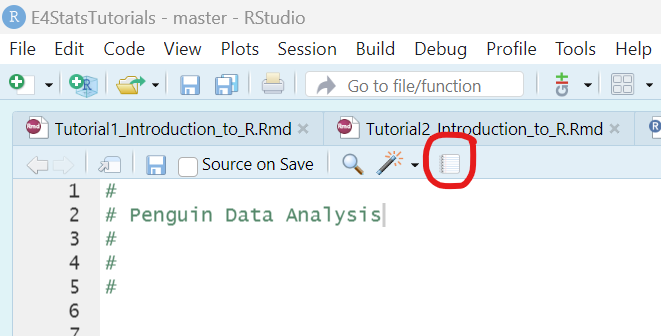 E4StatsTutorials - master - RStudio
File Edit Code View Plots Session Build Debug Profile Tools Help
Go to file/function
Tutorial1_Introduction_to_R.Rmd Tutorial2_Introduction_to_R.Rmd
Source on Save
1 #
2 # Penguin Data Analysis
3 #
4 #
5 #
6
7